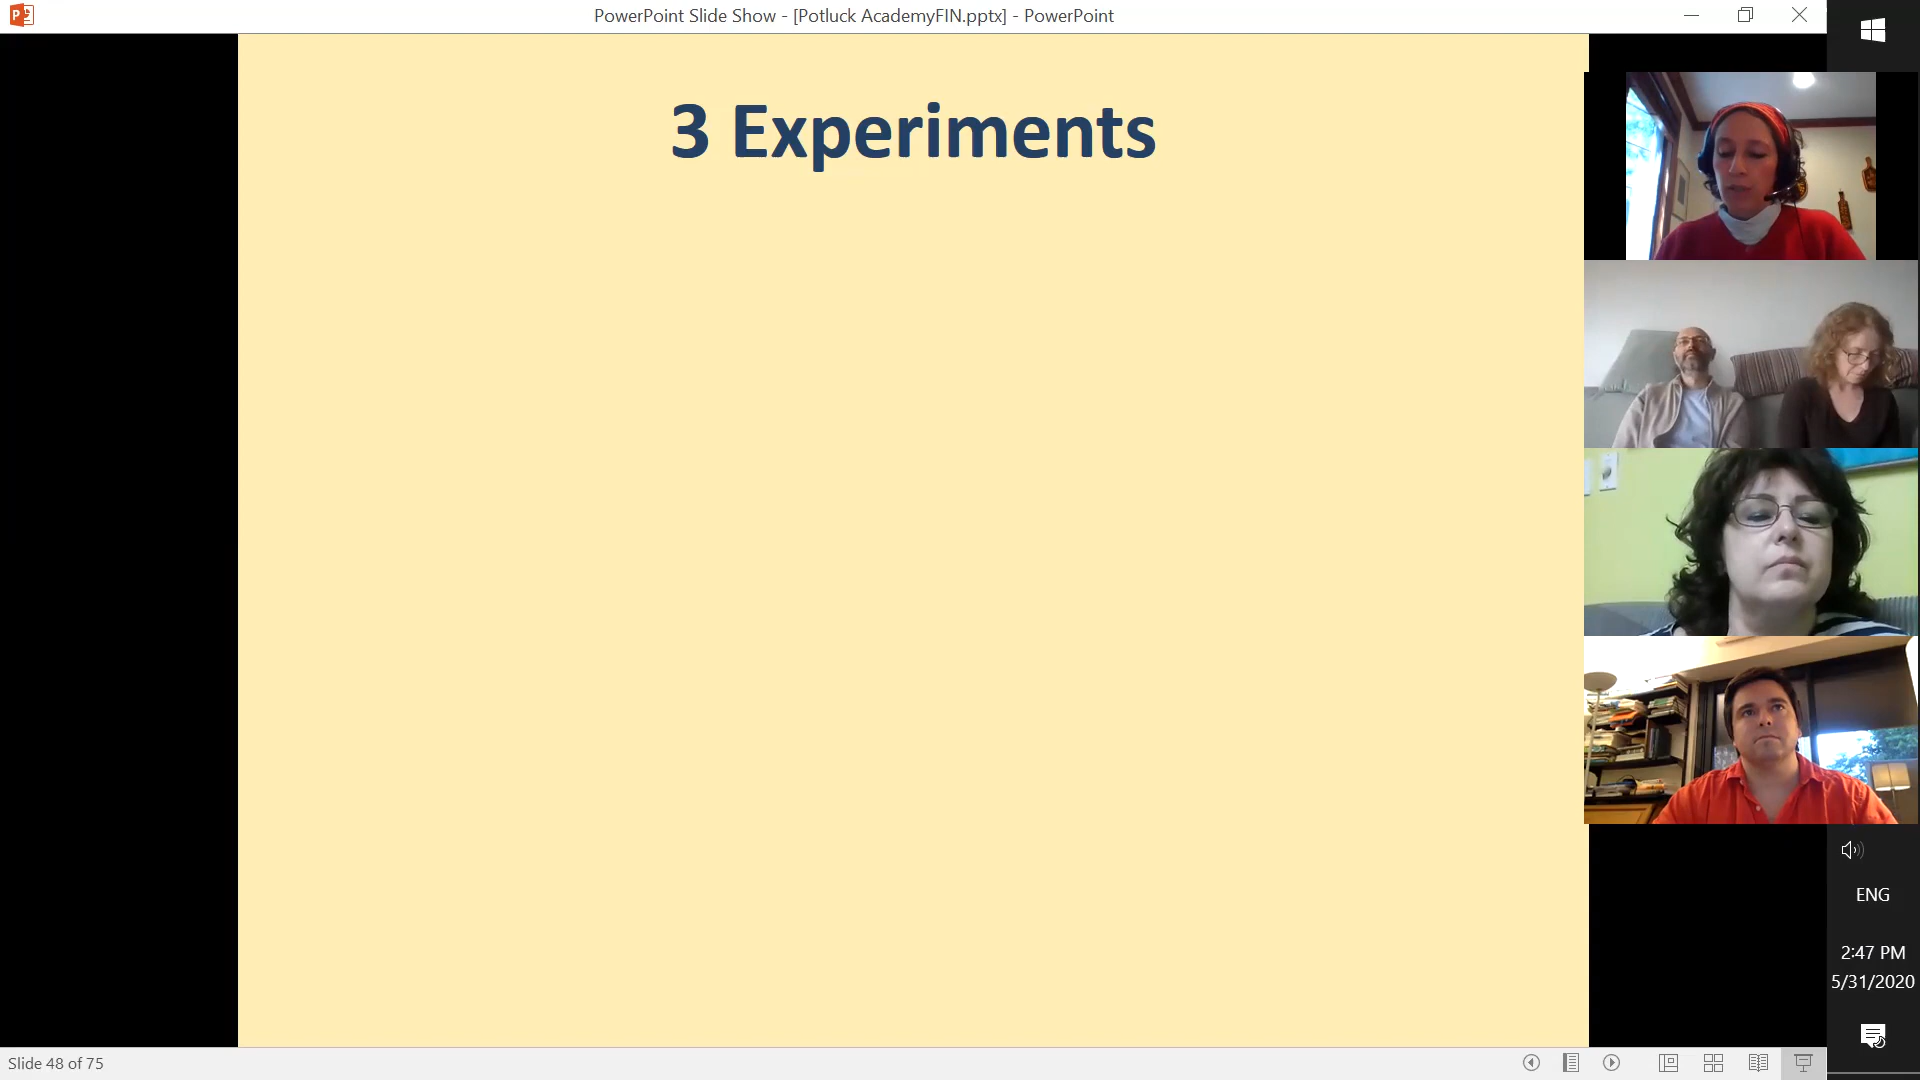 PowerPoint Slide Show - [Potluck AcademyFIN.pptx] - PowerPoint
3 Experiments
ENG
2:47 PM
5/31/2020
Slide 48 of 75